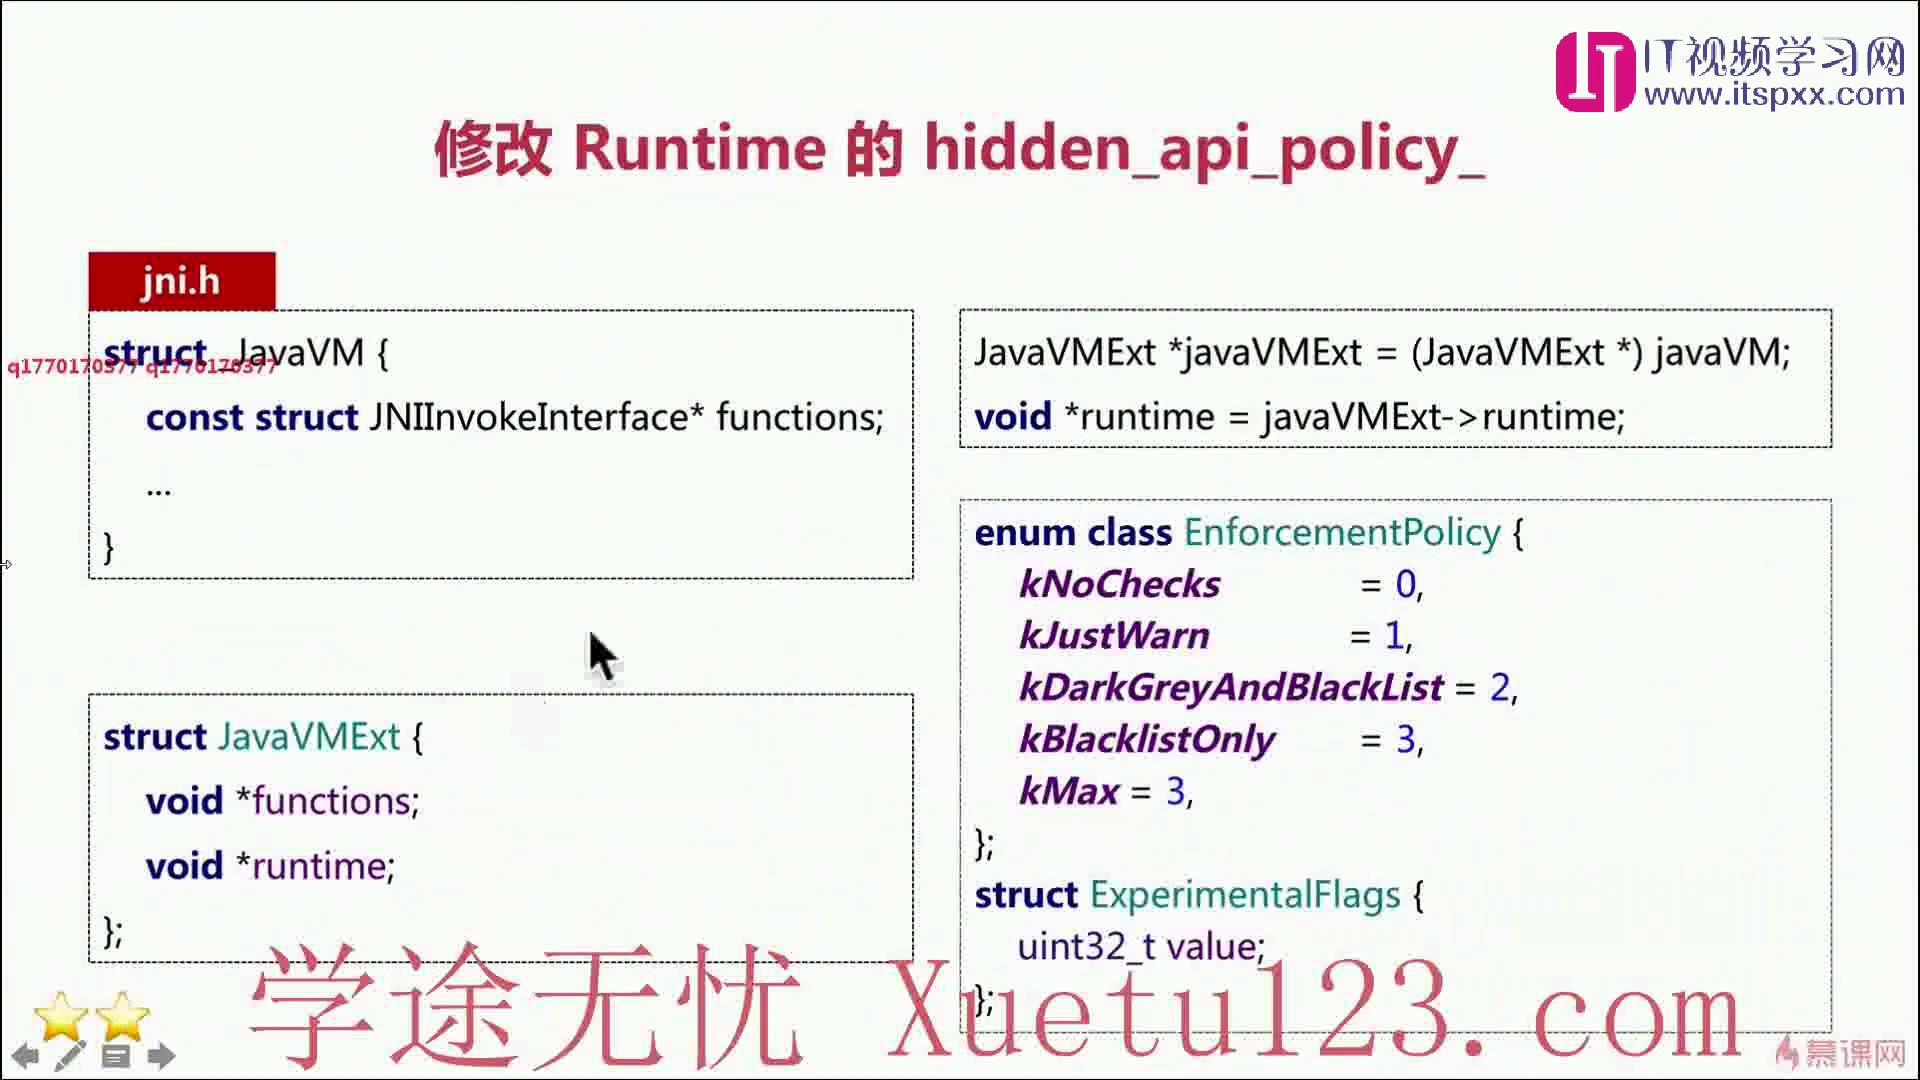 IT视频学习网
www.itspxx.com
修改 Runtime 的 hidden_api_policy_
jni.h
struct _JavaVM {
q1770170377 q1770170377
const struct JNIInvokeInterface* functions;
...
}
struct JavaVMExt {
void *functions;
void *runtime;
};
JavaVMExt *javaVMExt = (JavaVMExt *) javaVM;
void *runtime = javaVMExt->runtime;
enum class EnforcementPolicy {
kNoChecks = 0,
kJustWarn = 1,
kDarkGreyAndBlackList = 2,
kBlacklistOnly = 3,
kMax = 3,
};
struct ExperimentalFlags {
uint32_t value;
};
学途无忧 Xuetu123.com
慕课网